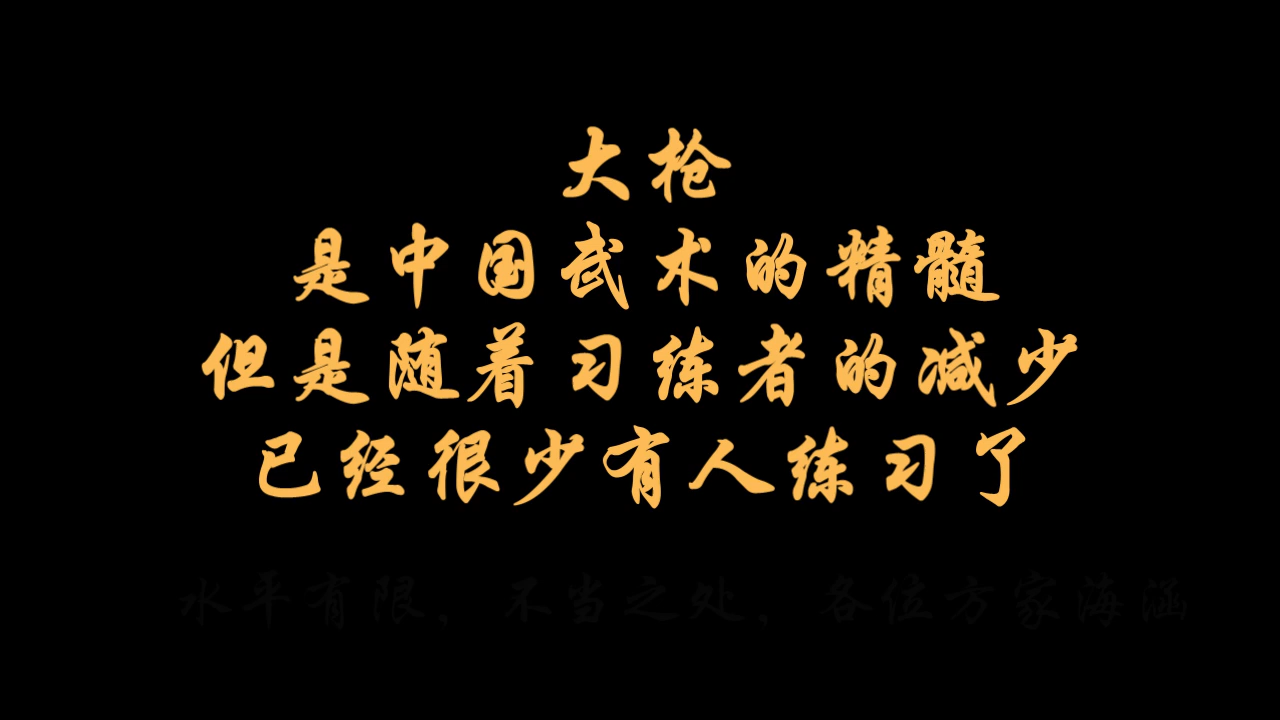 大枪
是中国武术的精髓
但是随着习练者的减少
已经很少有人练习了
水平有限，不当之处，各位方家海涵